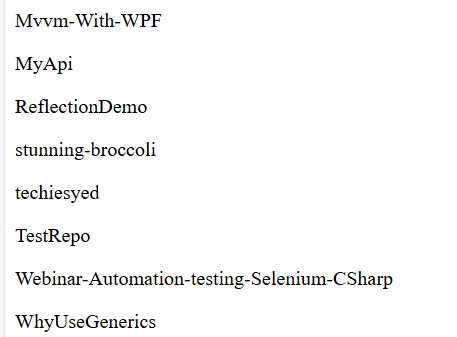 Mvvm-With-WPF
MyApi
ReflectionDemo
stunning-broccoli
techiesyed
TestRepo
Webinar-Automation-testing-Selenium-CSharp
WhyUseGenerics